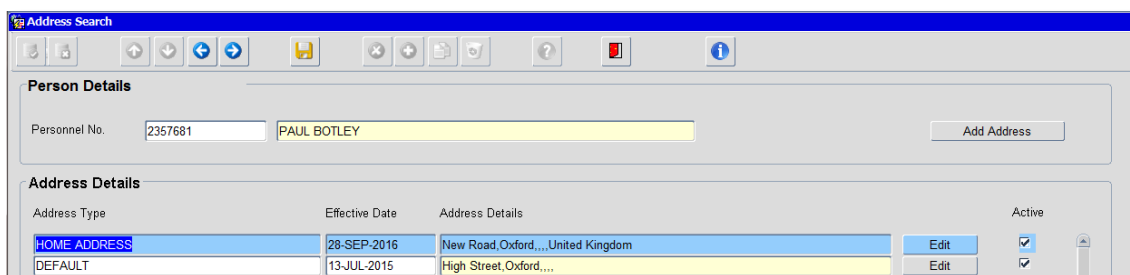 Address Search
Person Details
Personnel No. 2357681 PAUL BOTLEY Add Address
Address Details
Address Type Effective Date Address Details Active
HOME ADDRESS 28-SEP-2016 New Road,Oxford,,,,United Kingdom Edit
DEFAULT 13-JUL-2015 High Street,Oxford,,,, Edit